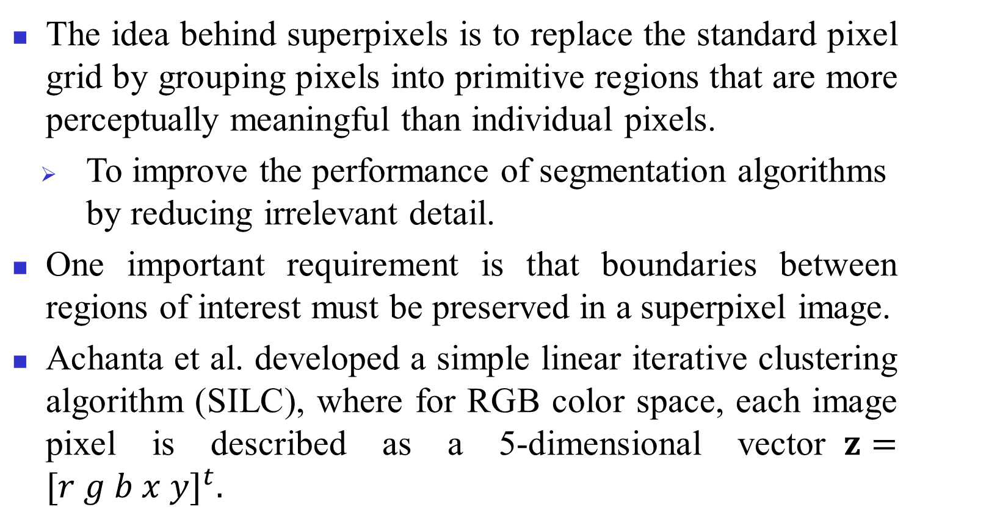 ■ The idea behind superpixels is to replace the standard pixel
grid by grouping pixels into primitive regions that are more
perceptually meaningful than individual pixels.
➢ To improve the performance of segmentation algorithms
by reducing irrelevant detail.
■ One important requirement is that boundaries between
regions of interest must be preserved in a superpixel image.
■ Achanta et al. developed a simple linear iterative clustering
algorithm (SILC), where for RGB color space, each image
pixel is described as a 5-dimensional vector 𝐳 =
[𝑟 𝑔 𝑏 𝑥 𝑦]ᵗ.